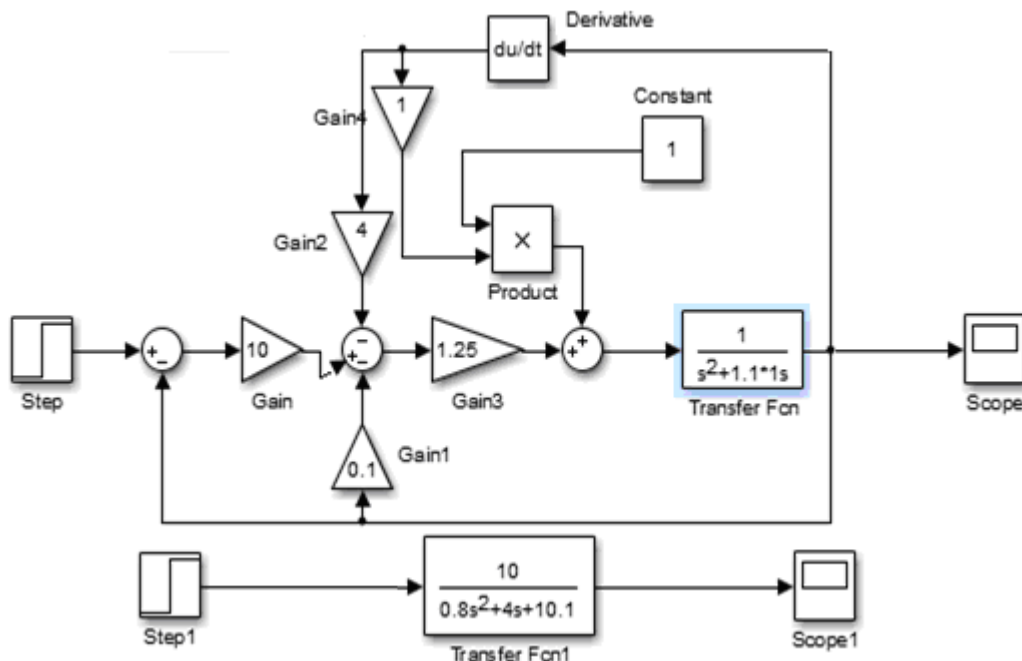 Derivative
du/dt
Constant
1
Gain4
1
4
Gain2
×
Product
+
−
10
−
+
−
1.25
+
+
1
s2+1.1*1s
Step
Gain
Gain3
Transfer Fcn
Scope
0.1
Gain1
10
0.8s2+4s+10.1
Step1
Transfer Fcn1
Scope1